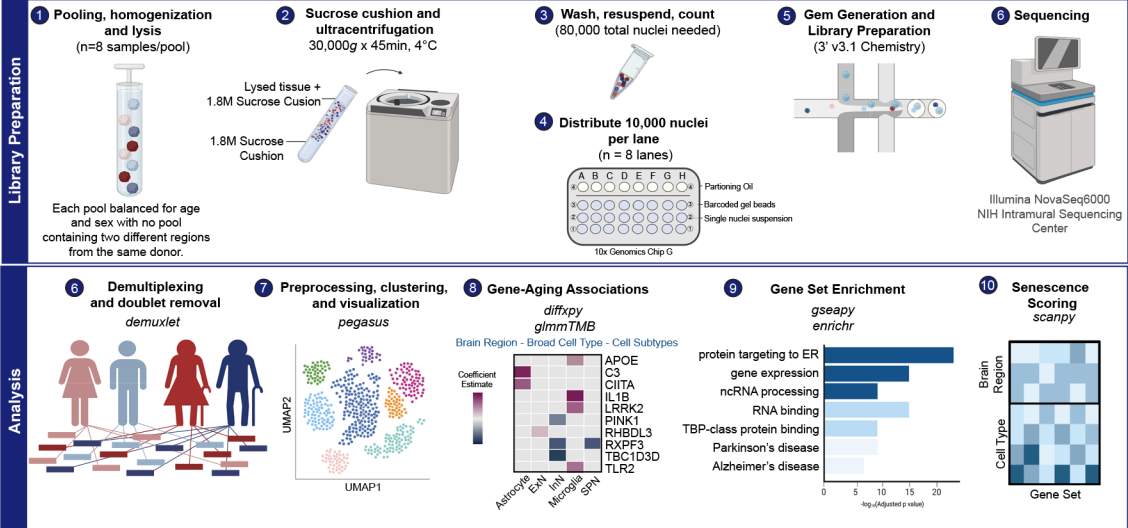 Library Preparation
1 Pooling, homogenization
and lysis
(n=8 samples/pool)
Each pool balanced for age
and sex with no pool
containing two different regions
from the same donor.
2 Sucrose cushion and
ultracentrifugation
30,000g x 45min, 4°C
Lysed tissue +
1.8M Sucrose Cusion
1.8M Sucrose
Cushion
3 Wash, resuspend, count
(80,000 total nuclei needed)
4 Distribute 10,000 nuclei
per lane
(n = 8 lanes)
A B C D E F G H
4 4 Partioning Oil
3 3 Barcoded gel beads
2 2 Single nuclei suspension
1 1
10x Genomics Chip G
5 Gem Generation and
Library Preparation
(3' v3.1 Chemistry)
6 Sequencing
Illumina NovaSeq6000
NIH Intramural Sequencing
Center
Analysis
6 Demultiplexing
and doublet removal
demuxlet
7 Preprocessing, clustering,
and visualization
pegasus
UMAP2
UMAP1
8 Gene-Aging Associations
diffxpy
glmmTMB
Brain Region - Broad Cell Type - Cell Subtypes
Coefficient
Estimate
APOE
C3
CIITA
IL1B
LRRK2
PINK1
RHBDL3
RXPF3
TBC1D3D
TLR2
Astrocyte ExN InN Microglia SPN
9 Gene Set Enrichment
gseapy
enrichr
protein targeting to ER
gene expression
ncRNA processing
RNA binding
TBP-class protein binding
Parkinson's disease
Alzheimer's disease
0 5 10 15 20
-log10(Adjusted p value)
10 Senescence
Scoring
scanpy
Brain
Region
Cell Type
Gene Set